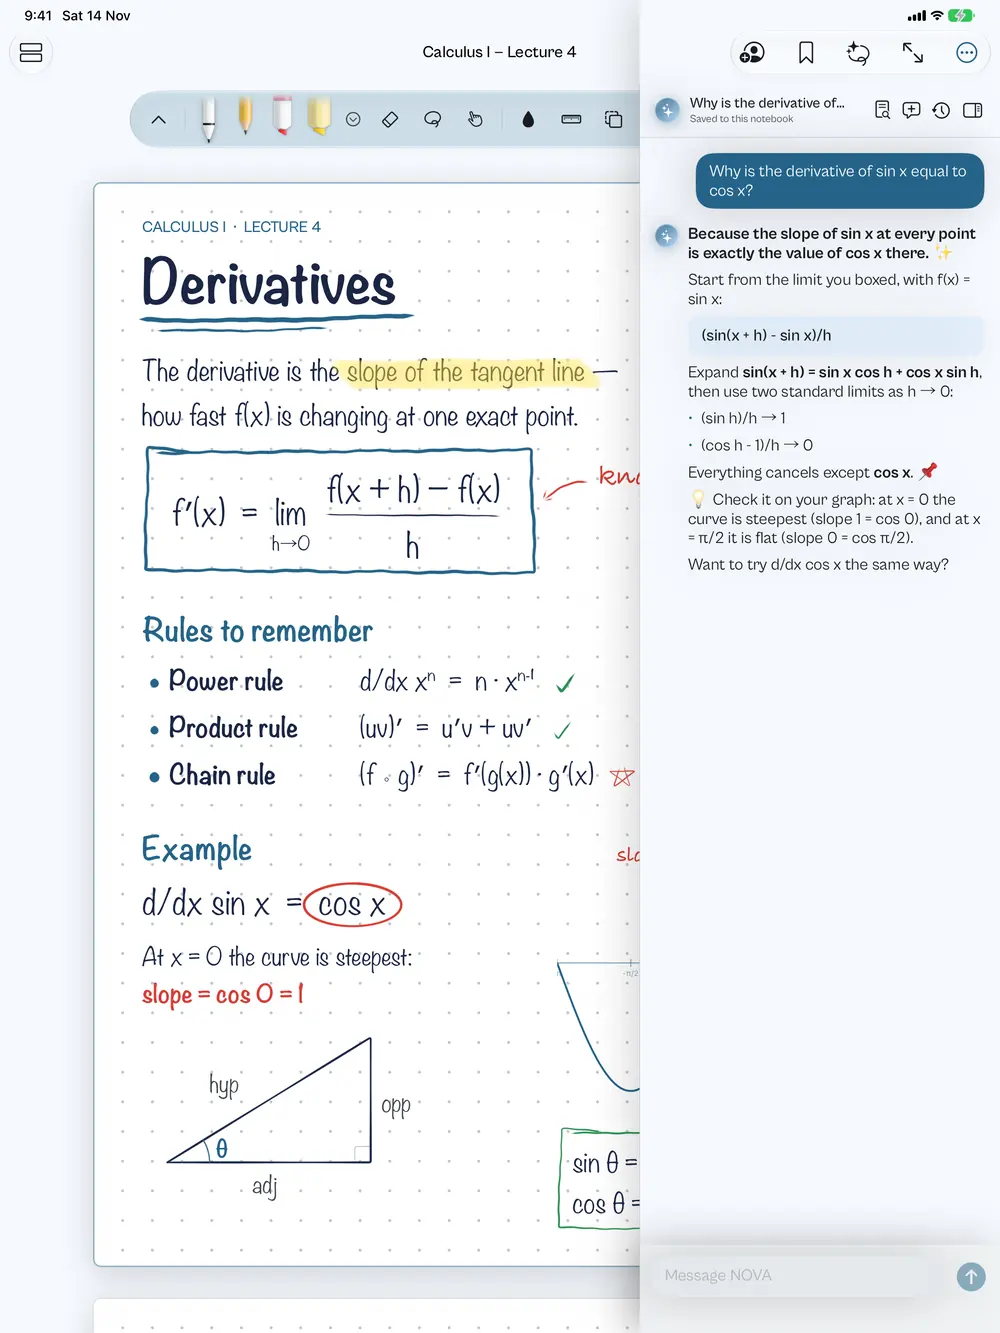 9:41 Sat 14 Nov
Calculus I – Lecture 4
CALCULUS I · LECTURE 4
Derivatives
The derivative is the slope of the tangent line —
how fast f(x) is changing at one exact point.
f′(x) = lim h→0 f(x + h) – f(x) / h
Rules to remember
• Power rule d/dx xⁿ = n · xⁿ⁻¹ ✓
• Product rule (uv)′ = u′v + uv′ ✓
• Chain rule (f ∘ g)′ = f′(g(x)) · g′(x) ☆
Example
d/dx sin x = cos x
At x = 0 the curve is steepest:
slope = cos 0 = 1
hyp
opp
θ
adj
-π/2
sin θ =
cos θ =
Why is the derivative of...
Saved to this notebook
Why is the derivative of sin x equal to
cos x?
Because the slope of sin x at every point
is exactly the value of cos x there. ✨
Start from the limit you boxed, with f(x) =
sin x:
(sin(x + h) - sin x)/h
Expand sin(x + h) = sin x cos h + cos x sin h,
then use two standard limits as h → 0:
• (sin h)/h → 1
• (cos h - 1)/h → 0
Everything cancels except cos x. 📌
💡 Check it on your graph: at x = 0 the
curve is steepest (slope 1 = cos 0), and at x
= π/2 it is flat (slope 0 = cos π/2).
Want to try d/dx cos x the same way?
Message NOVA